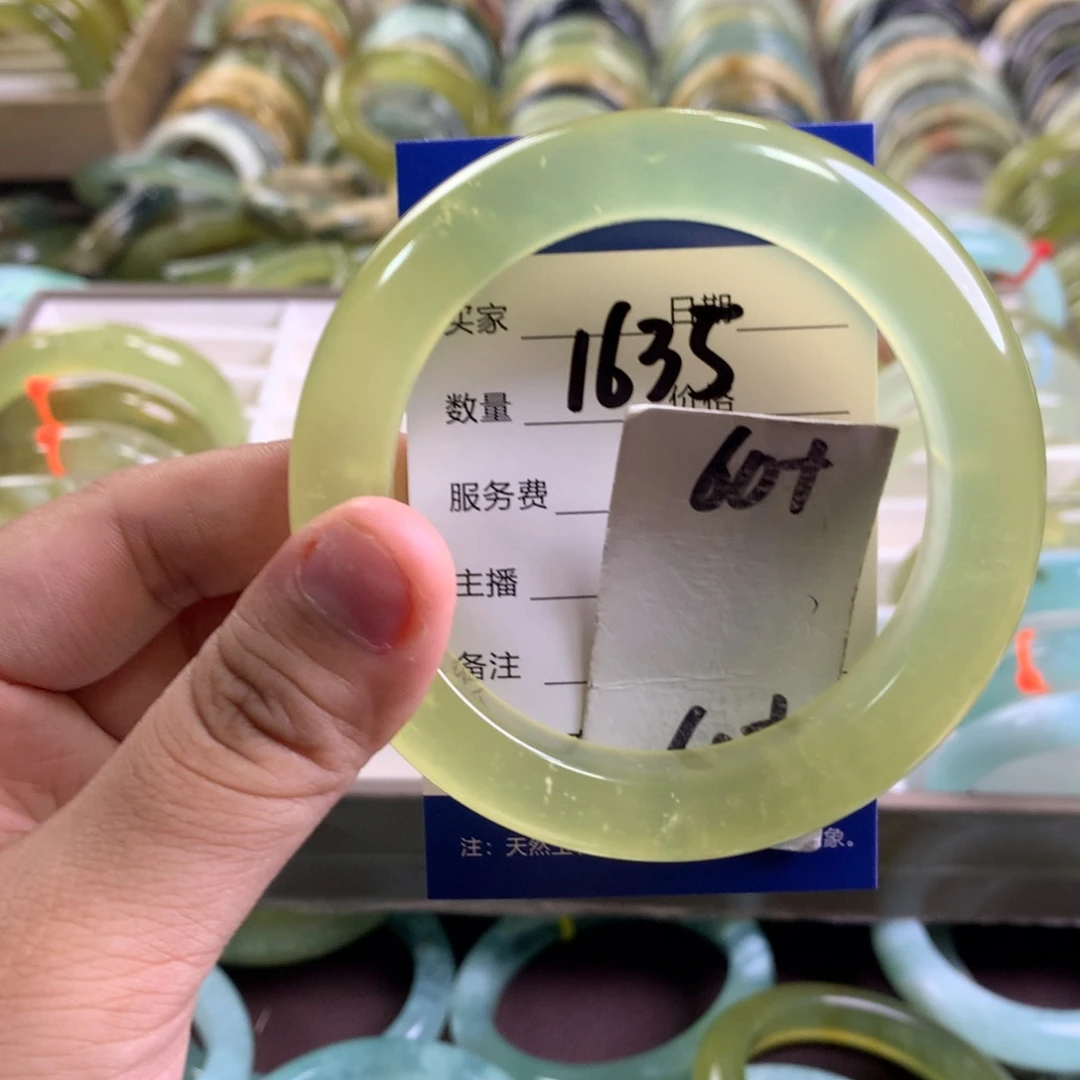 买家 日期
1635
数量 价格
60+
服务费
主播
备注
注：天然 象。